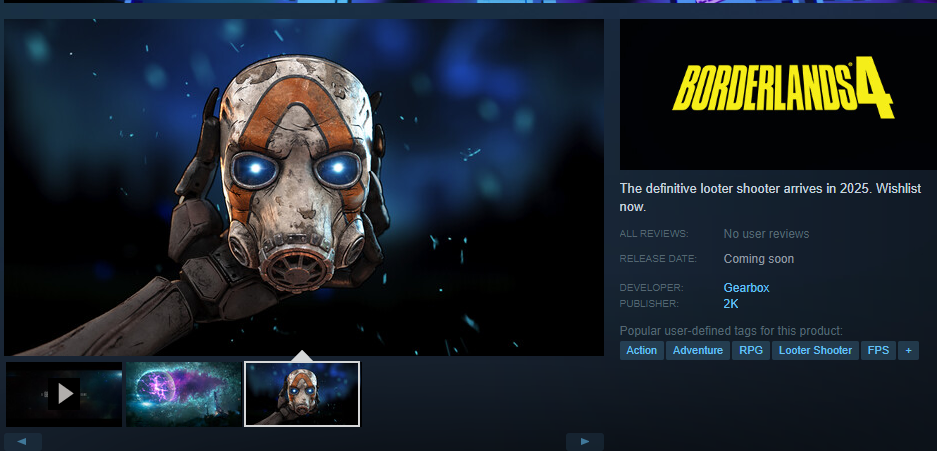 BORDERLANDS 4
The definitive looter shooter arrives in 2025. Wishlist
now.
ALL REVIEWS: No user reviews
RELEASE DATE: Coming soon
DEVELOPER: Gearbox
PUBLISHER: 2K
Popular user-defined tags for this product:
Action Adventure RPG Looter Shooter FPS +